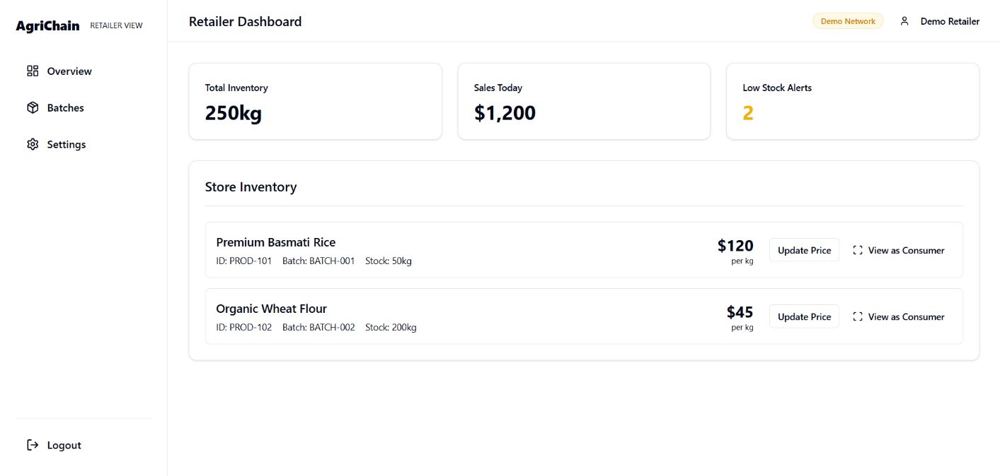 AgriChain RETAILER VIEW
Overview
Batches
Settings
Logout
Retailer Dashboard
Demo Network
Demo Retailer
Total Inventory
250kg
Sales Today
$1,200
Low Stock Alerts
2
Store Inventory
Premium Basmati Rice
ID: PROD-101 Batch: BATCH-001 Stock: 50kg
$120
per kg
Update Price
View as Consumer
Organic Wheat Flour
ID: PROD-102 Batch: BATCH-002 Stock: 200kg
$45
per kg
Update Price
View as Consumer